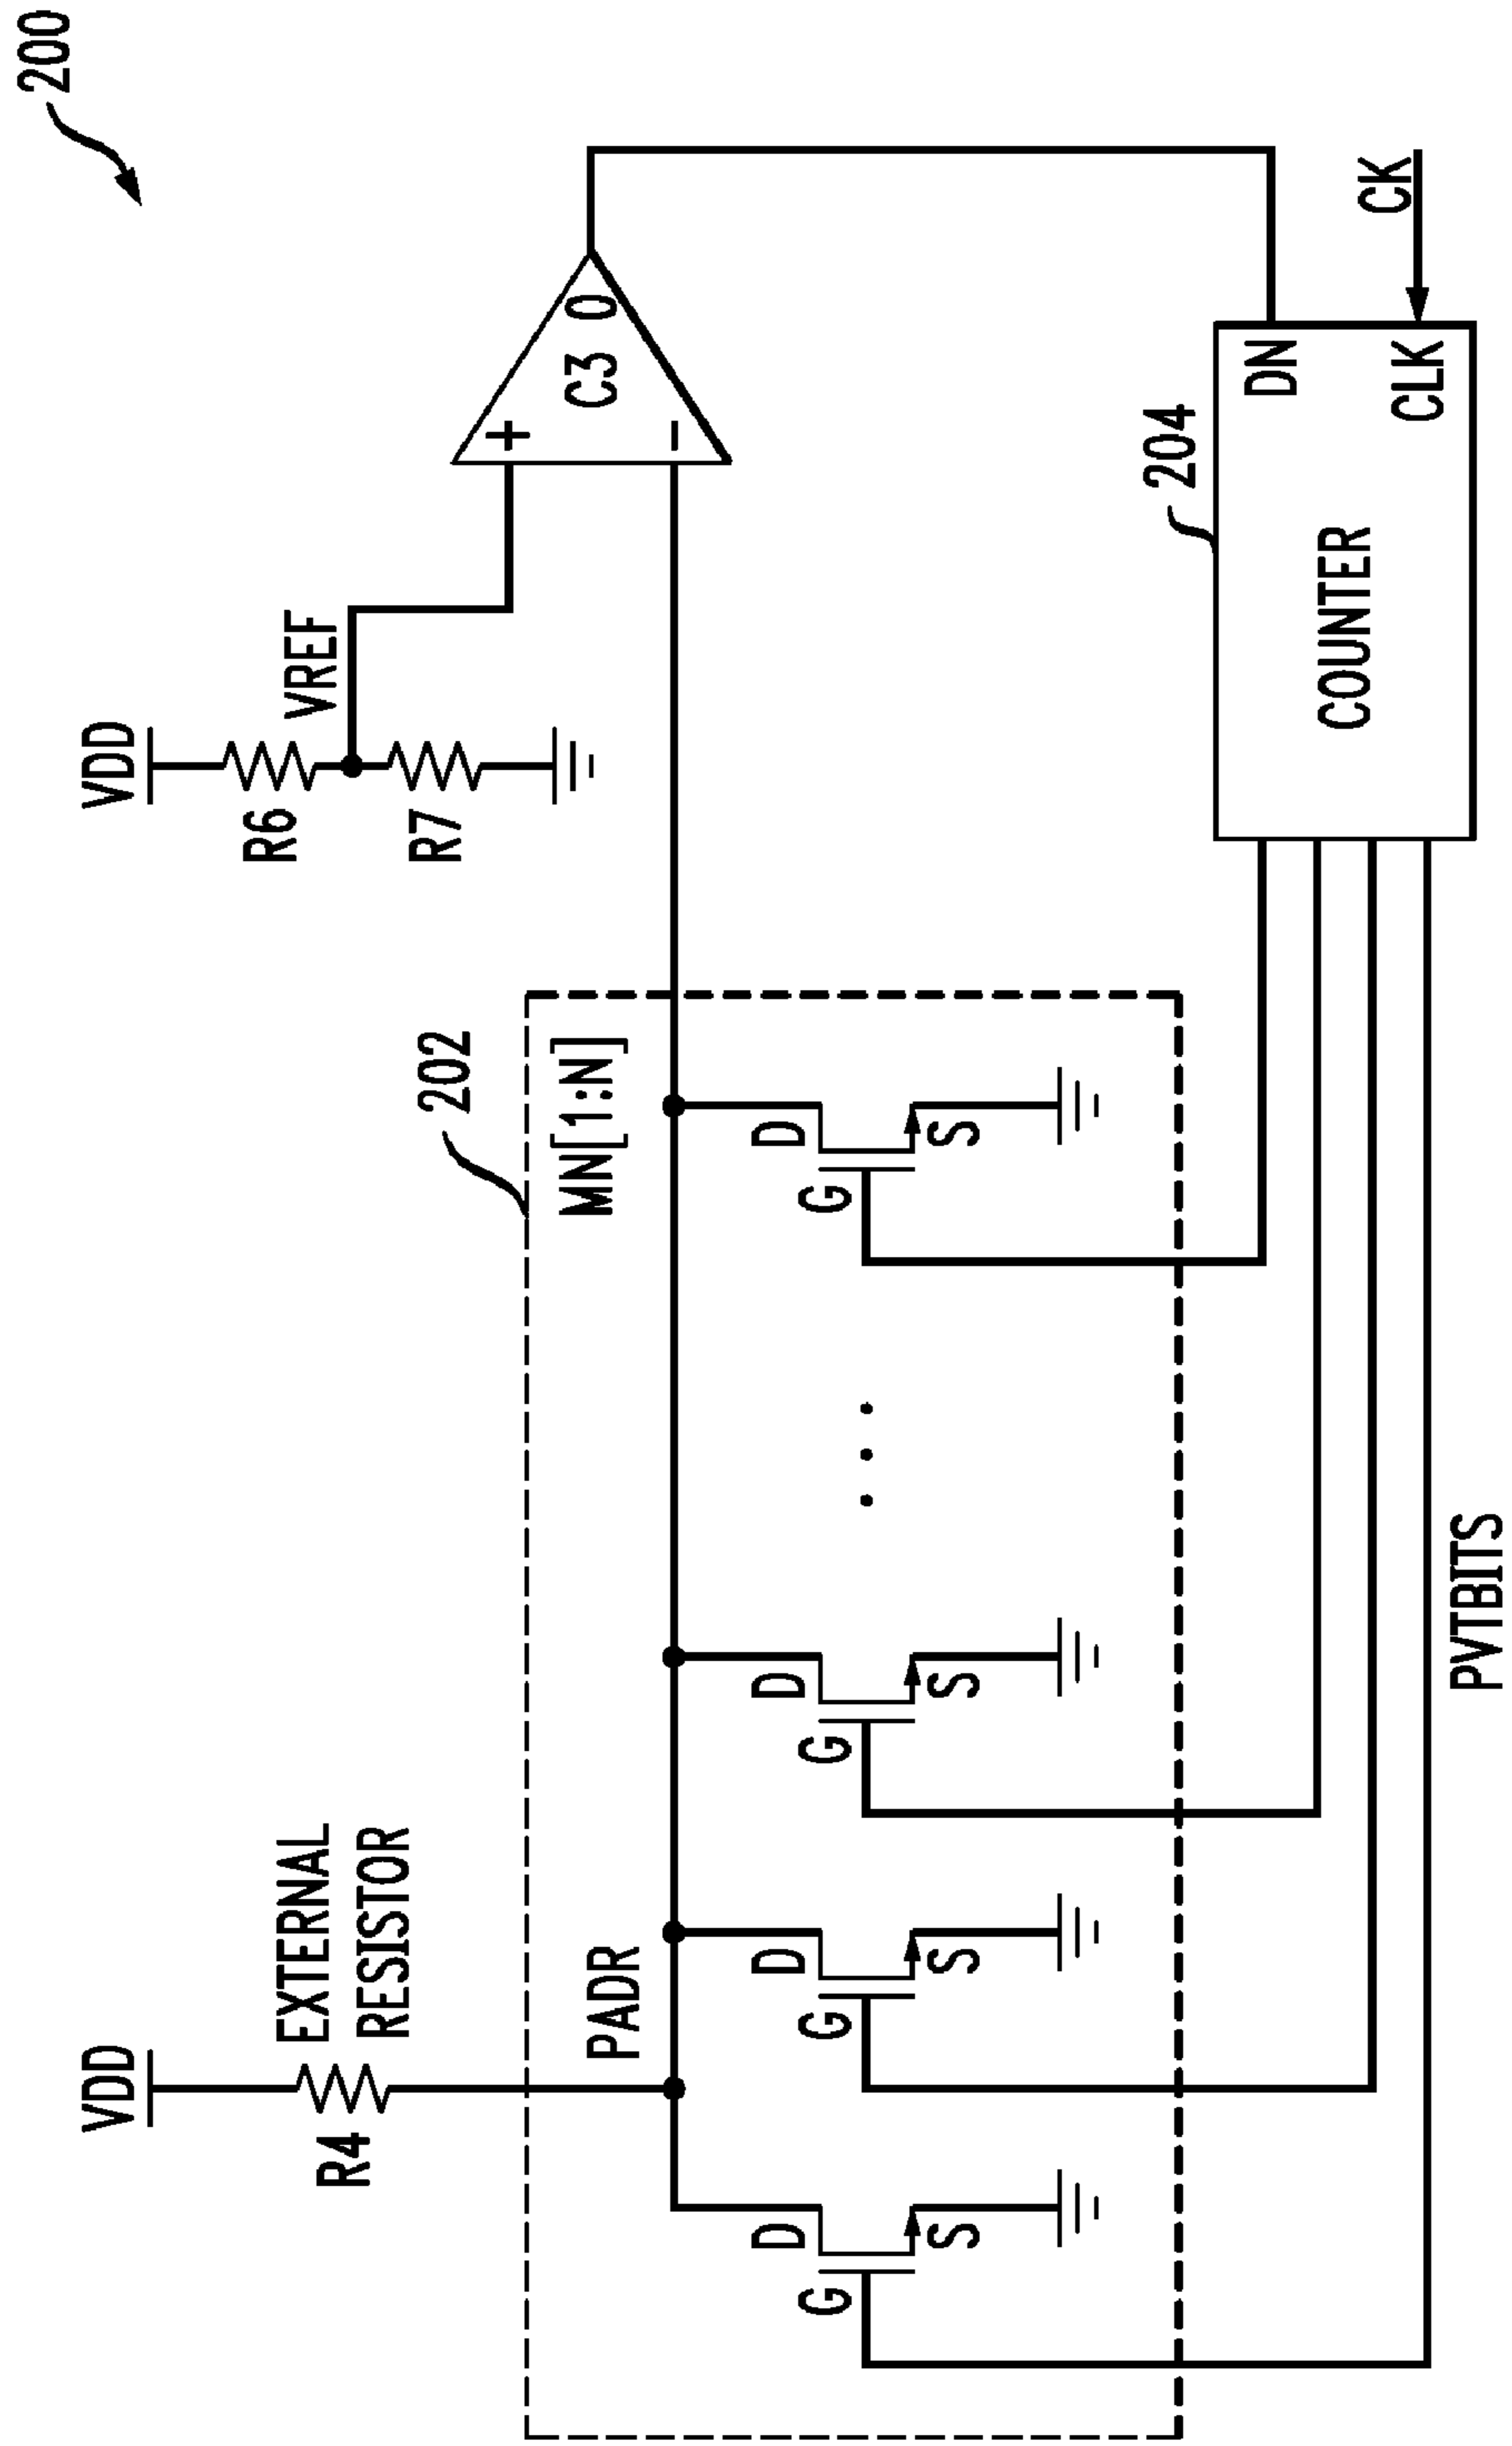 200
VDD
VDD
EXTERNAL
RESISTOR
R4
R6
VREF
R7
202
PADR
MN[1:N]
+
C3 O
-
D
G
S
D
G
S
D
G
S
D
G
S
204
DN
COUNTER
CLK
CK
PVTBITS